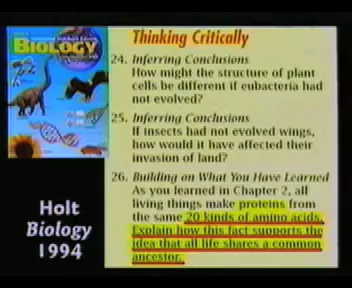 BIOLOGY
Thinking Critically
24. Inferring Conclusions
How might the structure of plant
cells be different if eubacteria had
not evolved?
25. Inferring Conclusions
If insects had not evolved wings,
how would it have affected their
invasion of land?
26. Building on What You Have Learned
As you learned in Chapter 2, all
living things make proteins from
the same 20 kinds of amino acids.
Explain how this fact supports the
idea that all life shares a common
ancestor.
Holt
Biology
1994